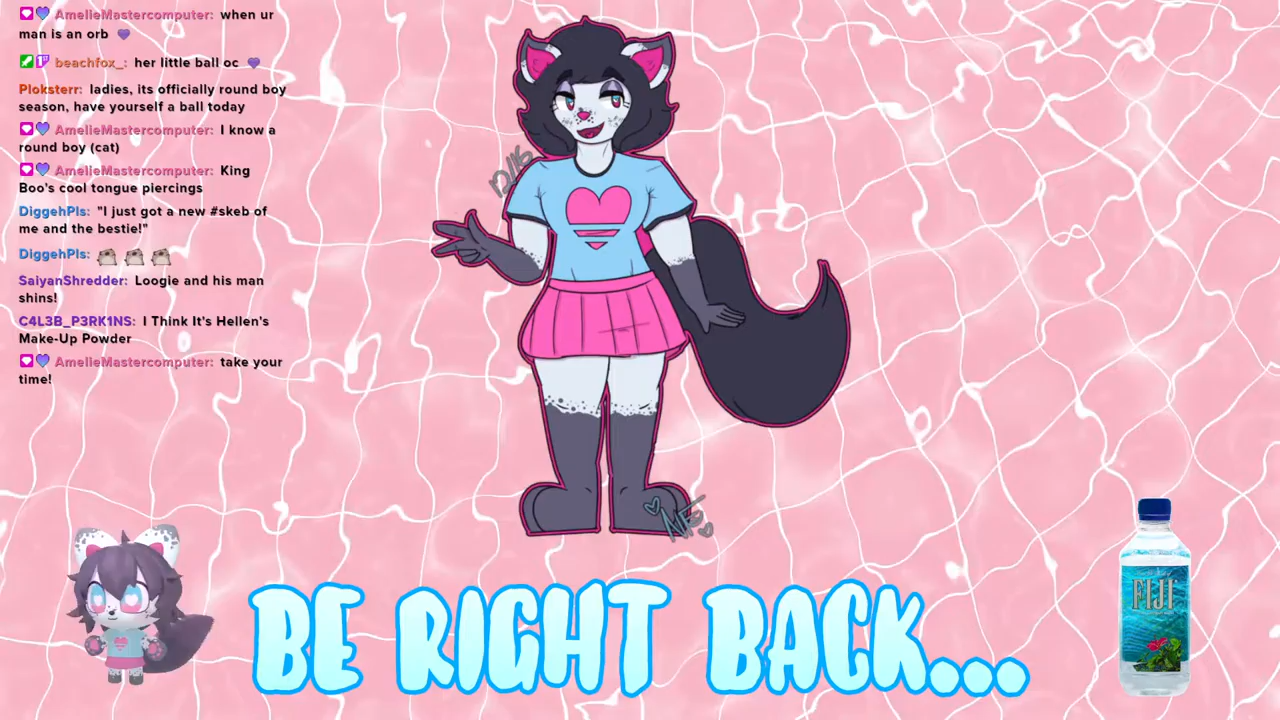 AmelieMastercomputer: when ur
man is an orb
beachfox_: her little ball oc
Ploksterr: ladies, its officially round boy
season, have yourself a ball today
AmelieMastercomputer: I know a
round boy (cat)
AmelieMastercomputer: King
Boo's cool tongue piercings
DiggehPls: "I just got a new #skeb of
me and the bestie!"
DiggehPls:
SaiyanShredder: Loogie and his man
shins!
C4L3B_P3RK1NS: I Think It's Hellen's
Make-Up Powder
AmelieMastercomputer: take your
time!
FIJI
BE RIGHT BACK...